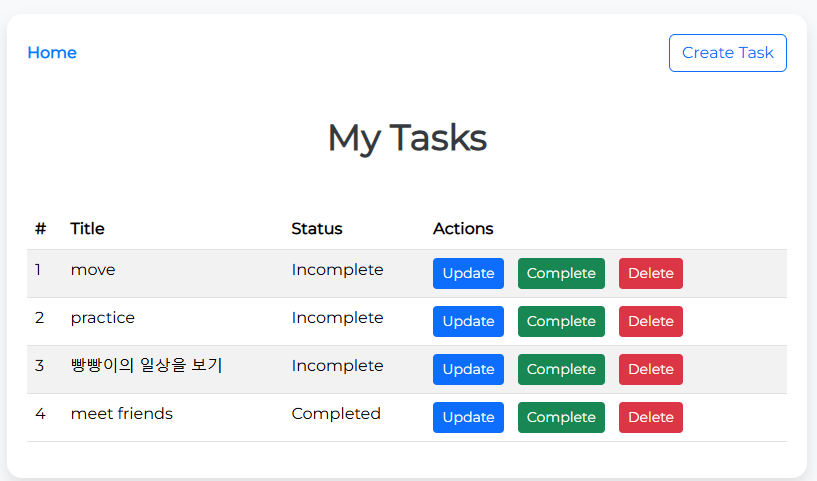 Home Create Task
My Tasks
# Title Status Actions
1 move Incomplete Update Complete Delete
2 practice Incomplete Update Complete Delete
3 빵빵이의 일상을 보기 Incomplete Update Complete Delete
4 meet friends Completed Update Complete Delete